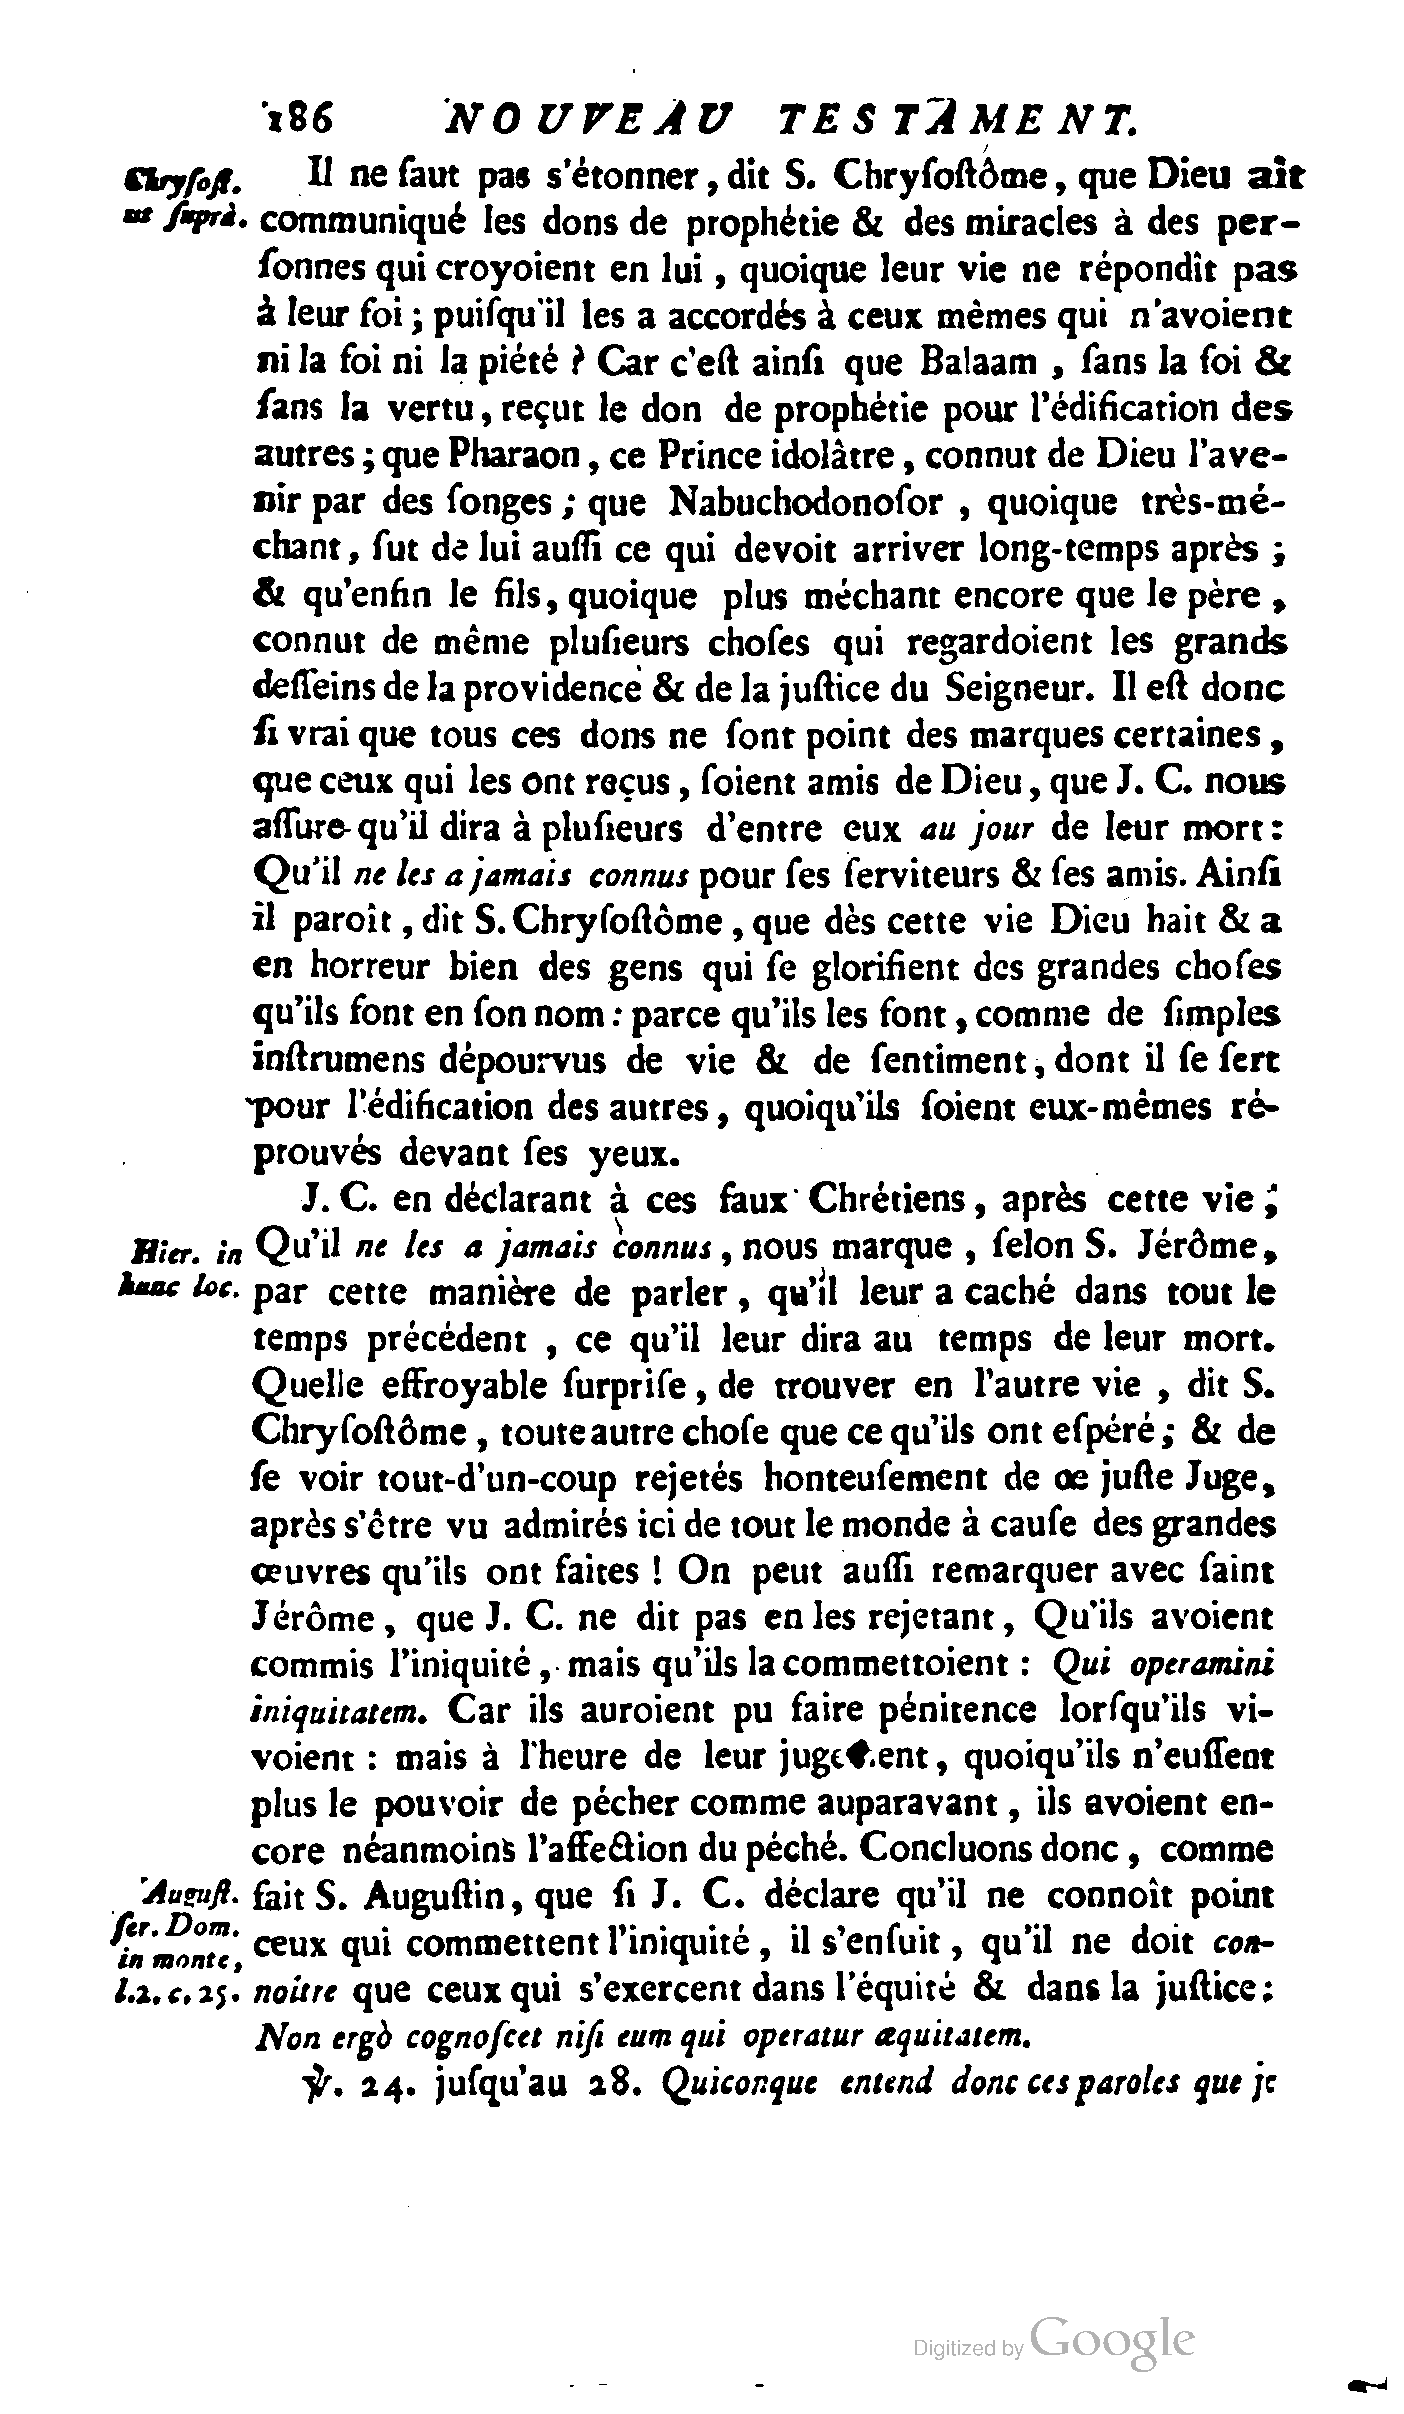 186 NOUVEAU TESTAMENT.
Chryſoſt. Il ne faut pas s'étonner, dit S. Chryſoſtôme, que Dieu ait
ut ſuprà. communiqué les dons de prophétie & des miracles à des per-
ſonnes qui croyoient en lui, quoique leur vie ne répondît pas
à leur foi; puiſqu'il les a accordés à ceux mêmes qui n'avoient
ni la foi ni la piété ? Car c'eſt ainſi que Balaam, ſans la foi &
ſans la vertu, reçut le don de prophétie pour l'édification des
autres; que Pharaon, ce Prince idolâtre, connut de Dieu l'ave-
nir par des ſonges; que Nabuchodonoſor, quoique très-mé-
chant, ſut de lui auſſi ce qui devoit arriver long-temps après;
& qu'enfin le fils, quoique plus méchant encore que le père,
connut de même pluſieurs choſes qui regardoient les grands
deſſeins de la providence & de la juſtice du Seigneur. Il eſt donc
ſi vrai que tous ces dons ne ſont point des marques certaines,
que ceux qui les ont reçus, ſoient amis de Dieu, que J. C. nous
aſſure qu'il dira à pluſieurs d'entre eux au jour de leur mort:
Qu'il ne les a jamais connus pour ſes ſerviteurs & ſes amis. Ainſi
il paroît, dit S. Chryſoſtôme, que dès cette vie Dieu hait & a
en horreur bien des gens qui ſe glorifient des grandes choſes
qu'ils font en ſon nom: parce qu'ils les font, comme de ſimples
inſtrumens dépourvus de vie & de ſentiment, dont il ſe ſert
pour l'édification des autres, quoiqu'ils ſoient eux-mêmes ré-
prouvés devant ſes yeux.
J. C. en déclarant à ces faux Chrétiens, après cette vie;
Hier. in Qu'il ne les a jamais connus, nous marque, ſelon S. Jérôme,
hunc loc. par cette manière de parler, qu'il leur a caché dans tout le
temps précédent, ce qu'il leur dira au temps de leur mort.
Quelle effroyable ſurpriſe, de trouver en l'autre vie, dit S.
Chryſoſtôme, toute autre choſe que ce qu'ils ont eſpéré; & de
ſe voir tout-d'un-coup rejetés honteuſement de ce juſte Juge,
après s'être vu admirés ici de tout le monde à cauſe des grandes
œuvres qu'ils ont faites ! On peut auſſi remarquer avec ſaint
Jérôme, que J. C. ne dit pas en les rejetant, Qu'ils avoient
commis l'iniquité, mais qu'ils la commettoient : Qui operamini
iniquitatem. Car ils auroient pu faire pénitence lorſqu'ils vi-
voient : mais à l'heure de leur jugement, quoiqu'ils n'euſſent
plus le pouvoir de pécher comme auparavant, ils avoient en-
core néanmoins l'affection du péché. Concluons donc, comme
Auguſt. fait S. Auguſtin, que ſi J. C. déclare qu'il ne connoît point
ſer. Dom.
in monte, ceux qui commettent l'iniquité, il s'enſuit, qu'il ne doit con-
l.2. c. 25. noître que ceux qui s'exercent dans l'équité & dans la juſtice:
Non ergò cognoſcet niſi eum qui operatur æquitatem.
℣. 24. juſqu'au 28. Quiconque entend donc ces paroles que je
Digitized by Google